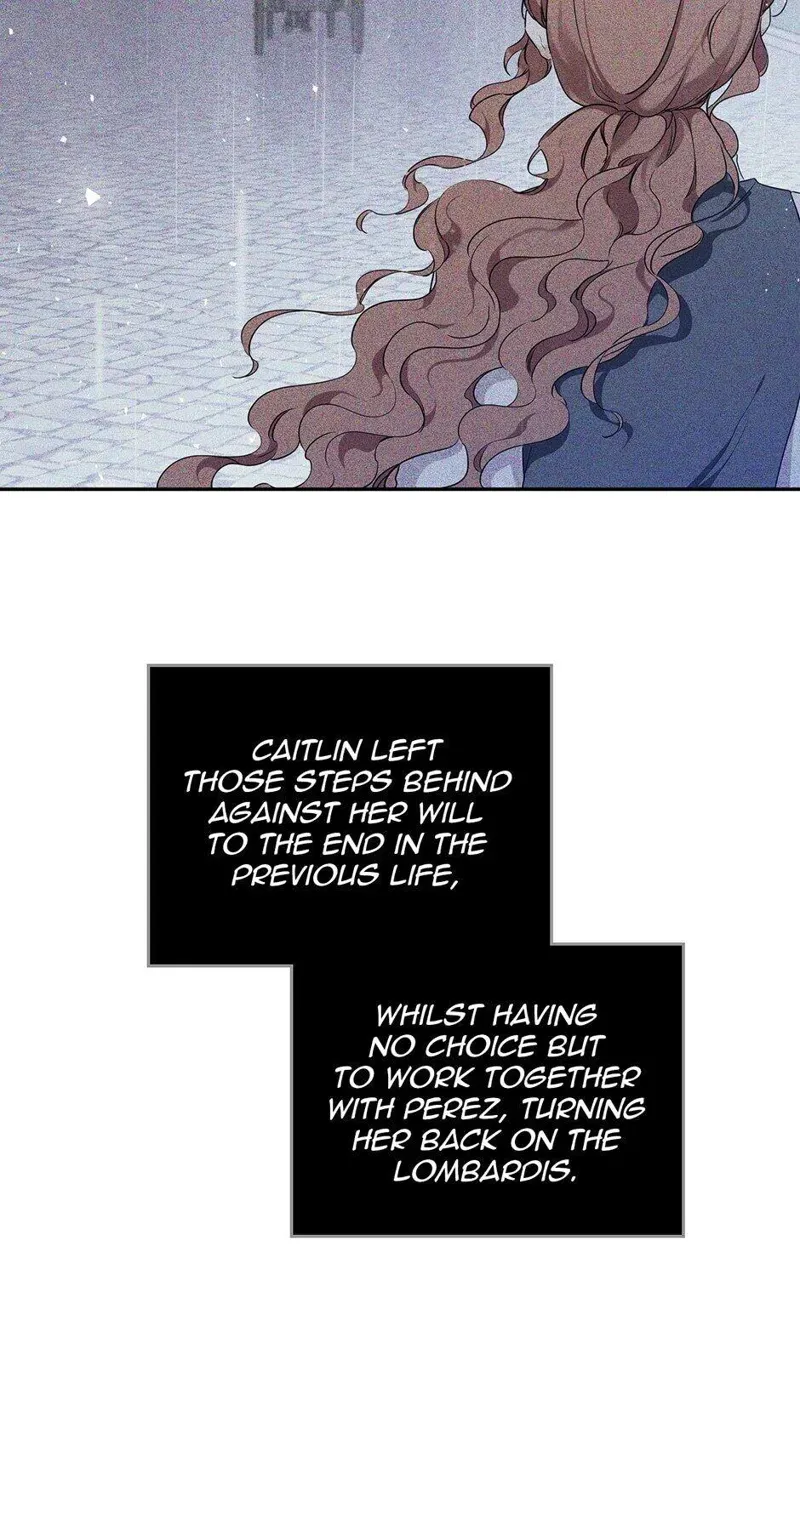 CAITLIN LEFT
THOSE STEPS BEHIND
AGAINST HER WILL
TO THE END IN THE
PREVIOUS LIFE,
WHILST HAVING
NO CHOICE BUT
TO WORK TOGETHER
WITH PEREZ, TURNING
HER BACK ON THE
LOMBARDIS.